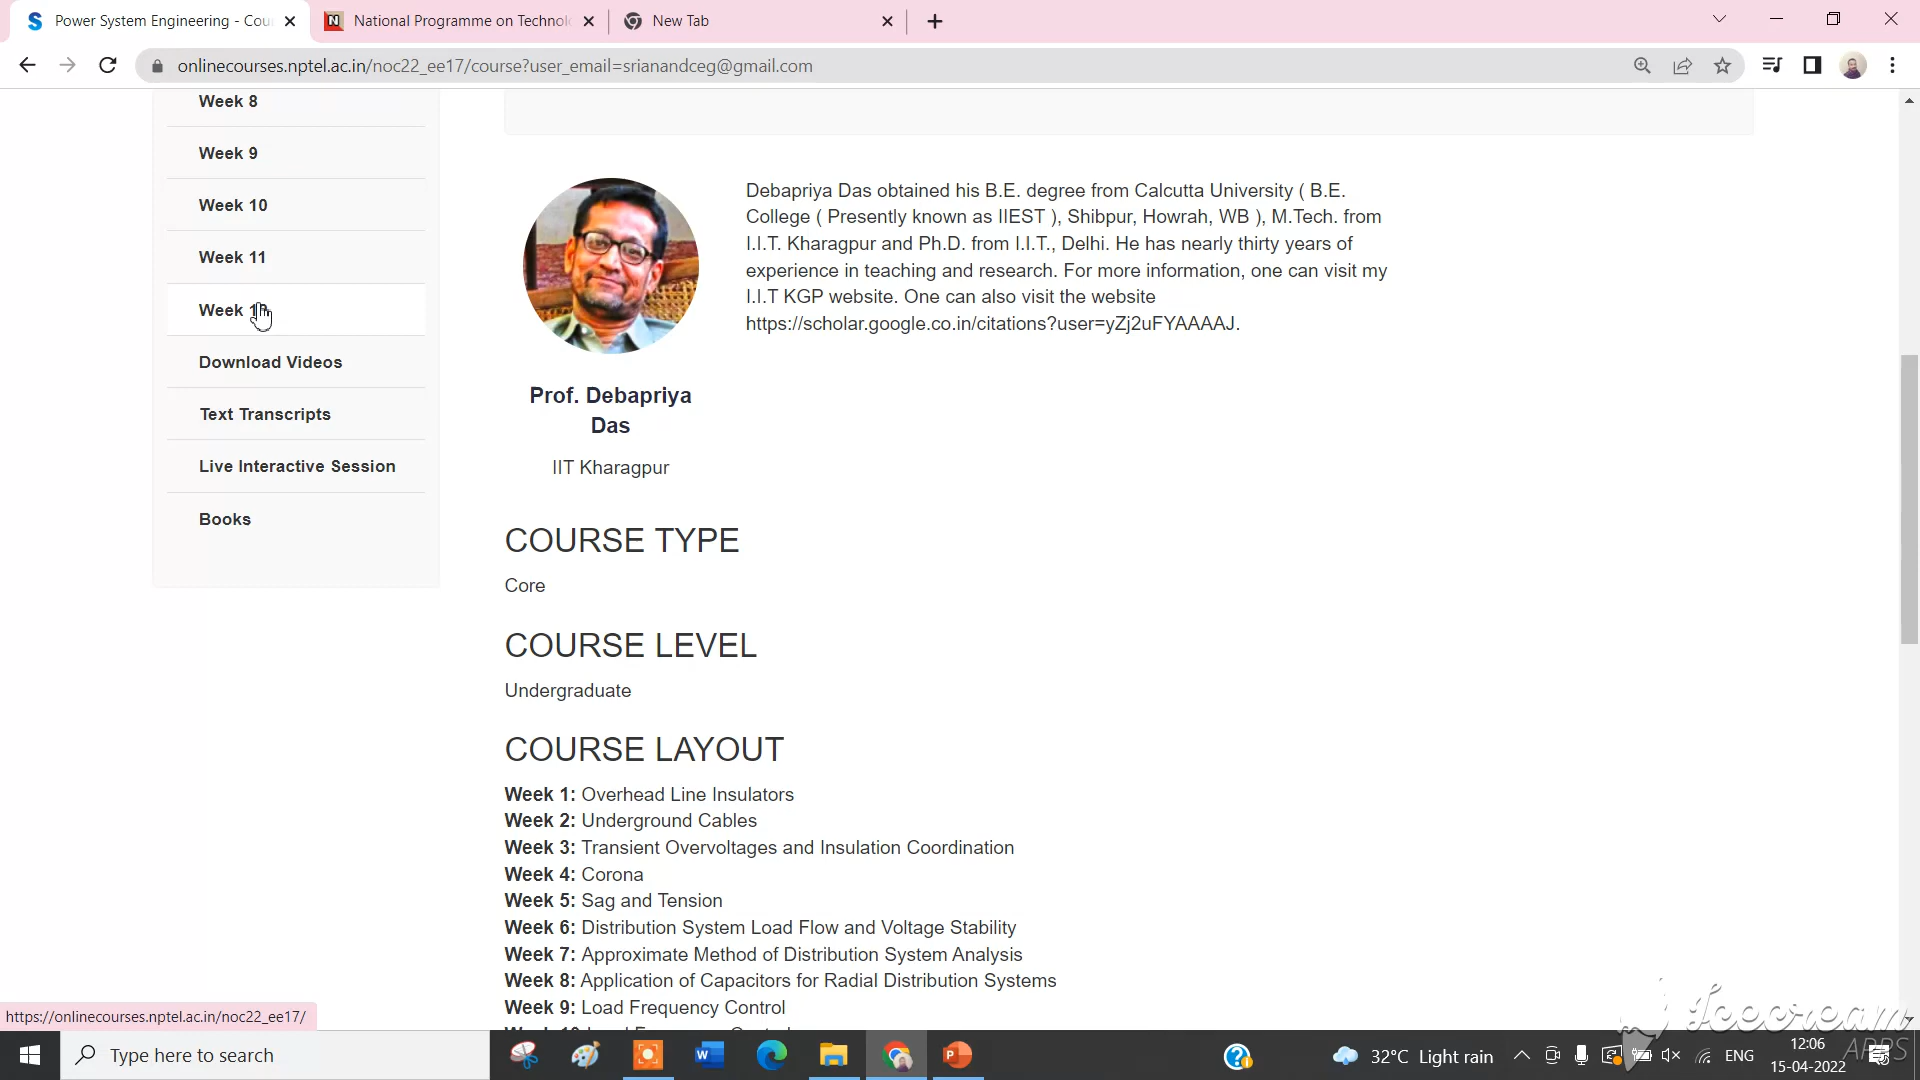 Power System Engineering - Cou
National Programme on Technolo
New Tab
onlinecourses.nptel.ac.in/noc22_ee17/course?user_email=srianandceg@gmail.com
Week 8
Week 9
Week 10
Week 11
Week
Download Videos
Text Transcripts
Live Interactive Session
Books
Debapriya Das obtained his B.E. degree from Calcutta University ( B.E.
College ( Presently known as IIEST ), Shibpur, Howrah, WB ), M.Tech. from
I.I.T. Kharagpur and Ph.D. from I.I.T., Delhi. He has nearly thirty years of
experience in teaching and research. For more information, one can visit my
I.I.T KGP website. One can also visit the website
https://scholar.google.co.in/citations?user=yZj2uFYAAAAJ.
Prof. Debapriya
Das
IIT Kharagpur
COURSE TYPE
Core
COURSE LEVEL
Undergraduate
COURSE LAYOUT
Week 1: Overhead Line Insulators
Week 2: Underground Cables
Week 3: Transient Overvoltages and Insulation Coordination
Week 4: Corona
Week 5: Sag and Tension
Week 6: Distribution System Load Flow and Voltage Stability
Week 7: Approximate Method of Distribution System Analysis
Week 8: Application of Capacitors for Radial Distribution Systems
Week 9: Load Frequency Control
https://onlinecourses.nptel.ac.in/noc22_ee17/
Icecream
APPS
Type here to search
32°C Light rain
ENG
12:06
15-04-2022